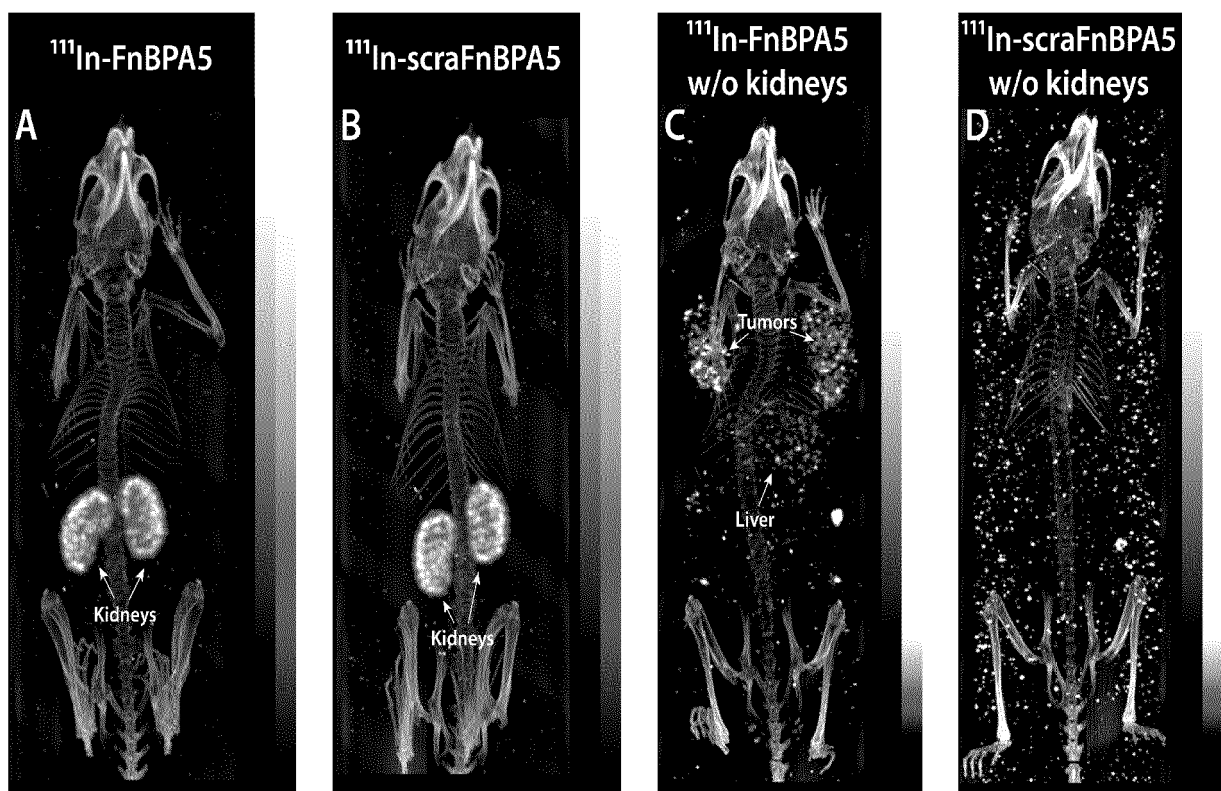 ¹¹¹In-FnBPA5
A
Kidneys
¹¹¹In-scraFnBPA5
B
Kidneys
¹¹¹In-FnBPA5
w/o kidneys
C
Tumors
Liver
¹¹¹In-scraFnBPA5
w/o kidneys
D